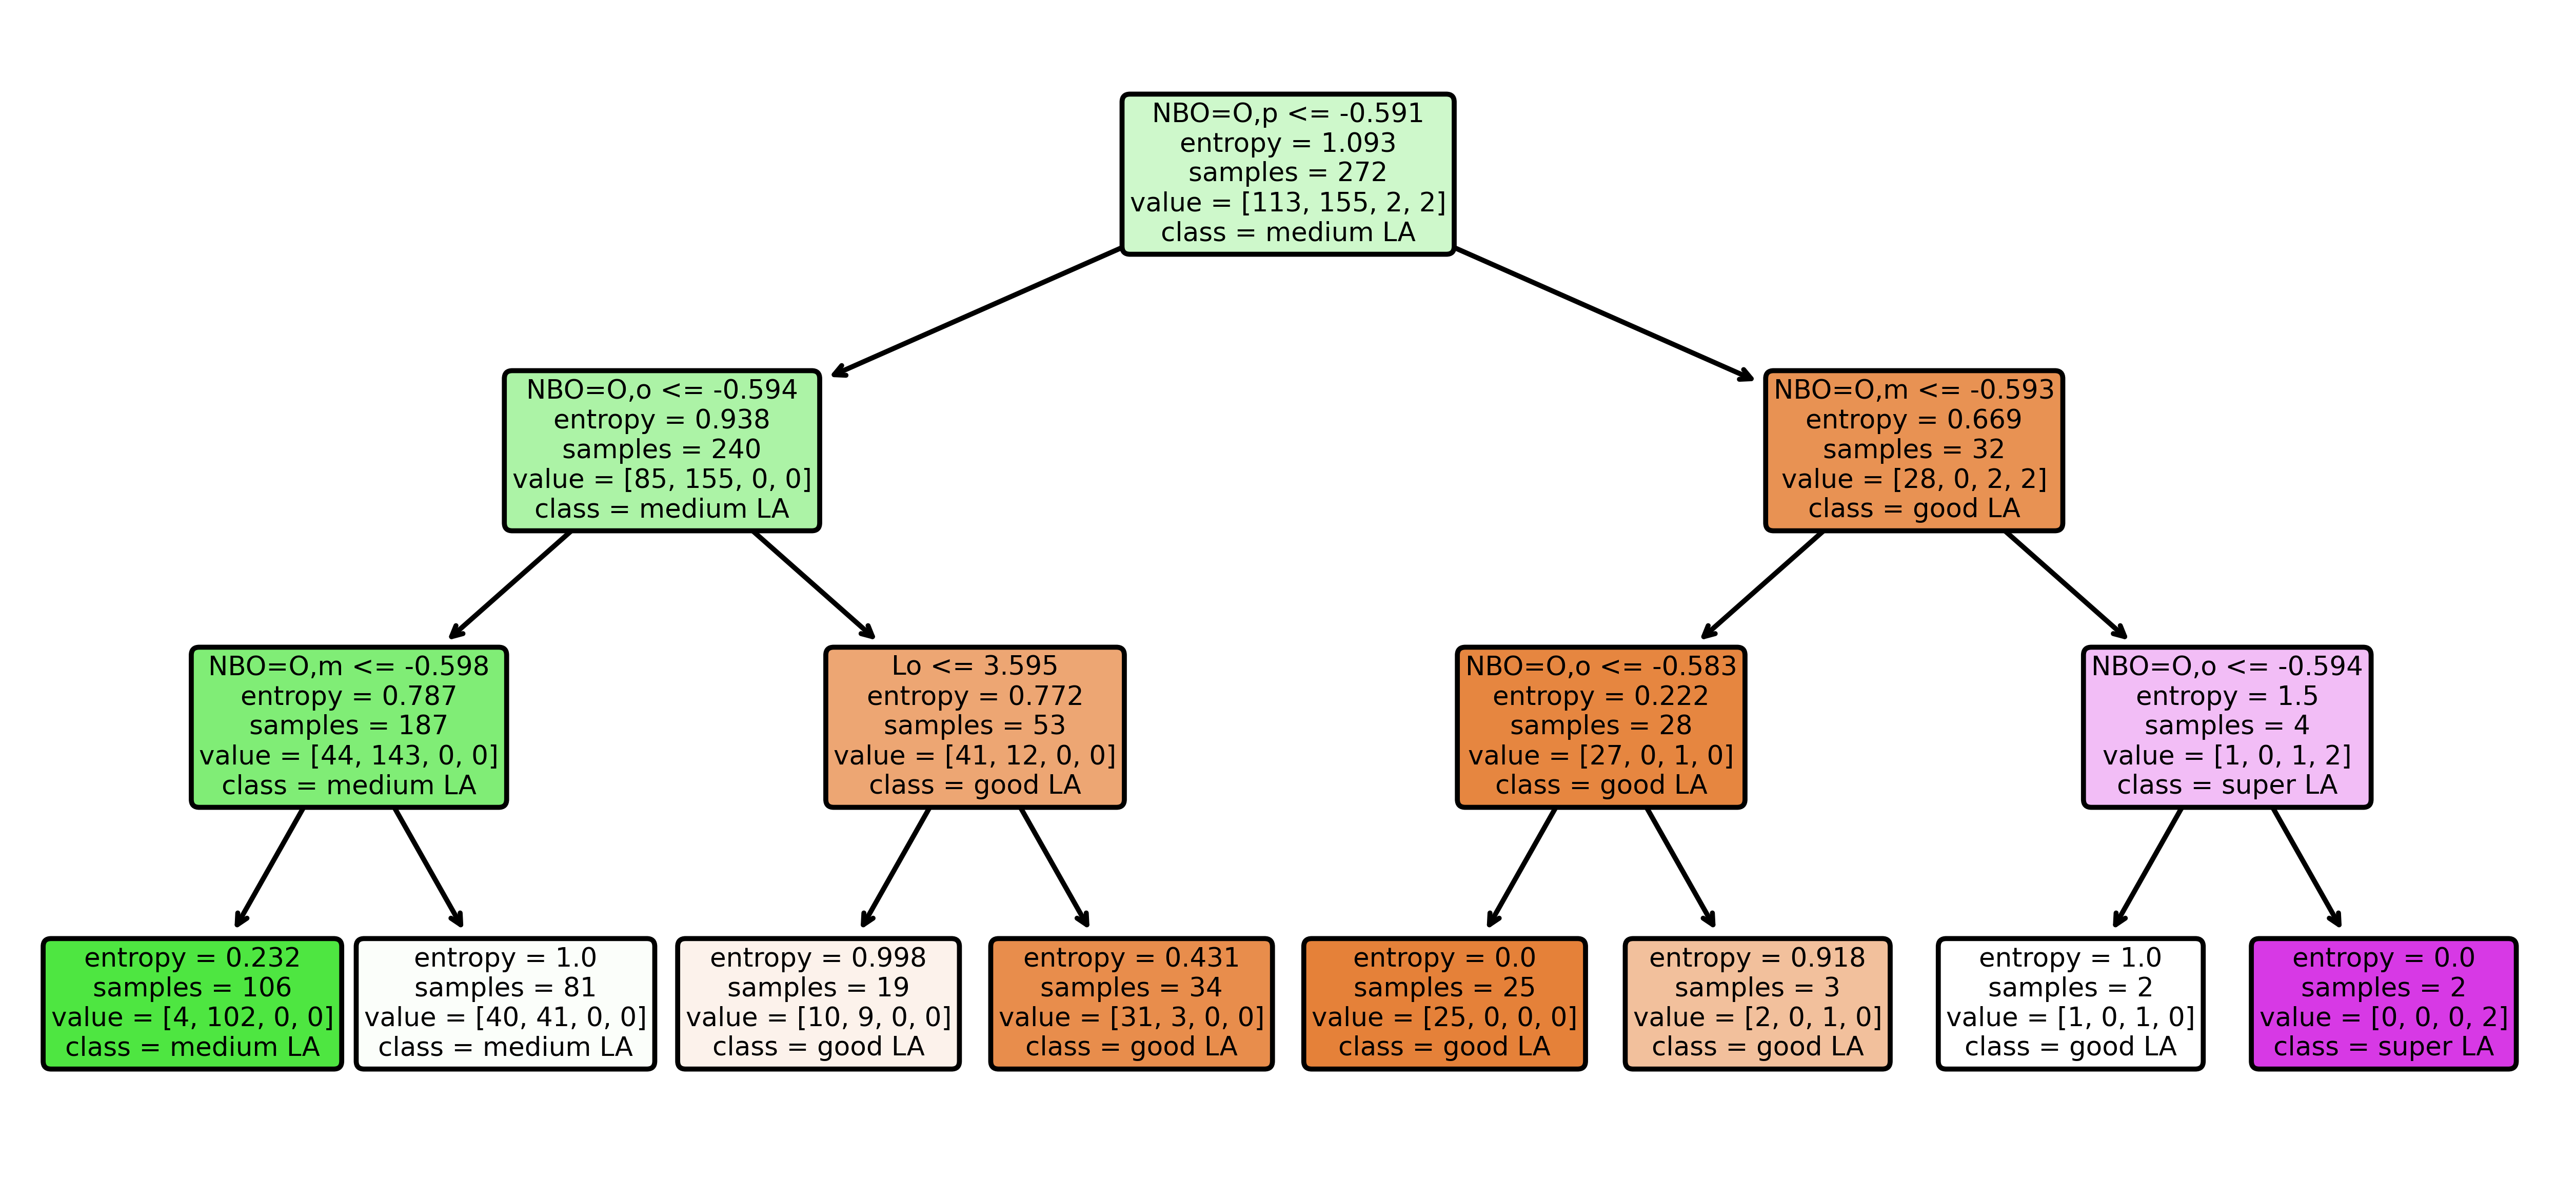 NBO=O,p <= -0.591
entropy = 1.093
samples = 272
value = [113, 155, 2, 2]
class = medium LA
NBO=O,o <= -0.594
entropy = 0.938
samples = 240
value = [85, 155, 0, 0]
class = medium LA
NBO=O,m <= -0.593
entropy = 0.669
samples = 32
value = [28, 0, 2, 2]
class = good LA
NBO=O,m <= -0.598
entropy = 0.787
samples = 187
value = [44, 143, 0, 0]
class = medium LA
Lo <= 3.595
entropy = 0.772
samples = 53
value = [41, 12, 0, 0]
class = good LA
NBO=O,o <= -0.583
entropy = 0.222
samples = 28
value = [27, 0, 1, 0]
class = good LA
NBO=O,o <= -0.594
entropy = 1.5
samples = 4
value = [1, 0, 1, 2]
class = super LA
entropy = 0.232
samples = 106
value = [4, 102, 0, 0]
class = medium LA
entropy = 1.0
samples = 81
value = [40, 41, 0, 0]
class = medium LA
entropy = 0.998
samples = 19
value = [10, 9, 0, 0]
class = good LA
entropy = 0.431
samples = 34
value = [31, 3, 0, 0]
class = good LA
entropy = 0.0
samples = 25
value = [25, 0, 0, 0]
class = good LA
entropy = 0.918
samples = 3
value = [2, 0, 1, 0]
class = good LA
entropy = 1.0
samples = 2
value = [1, 0, 1, 0]
class = good LA
entropy = 0.0
samples = 2
value = [0, 0, 0, 2]
class = super LA